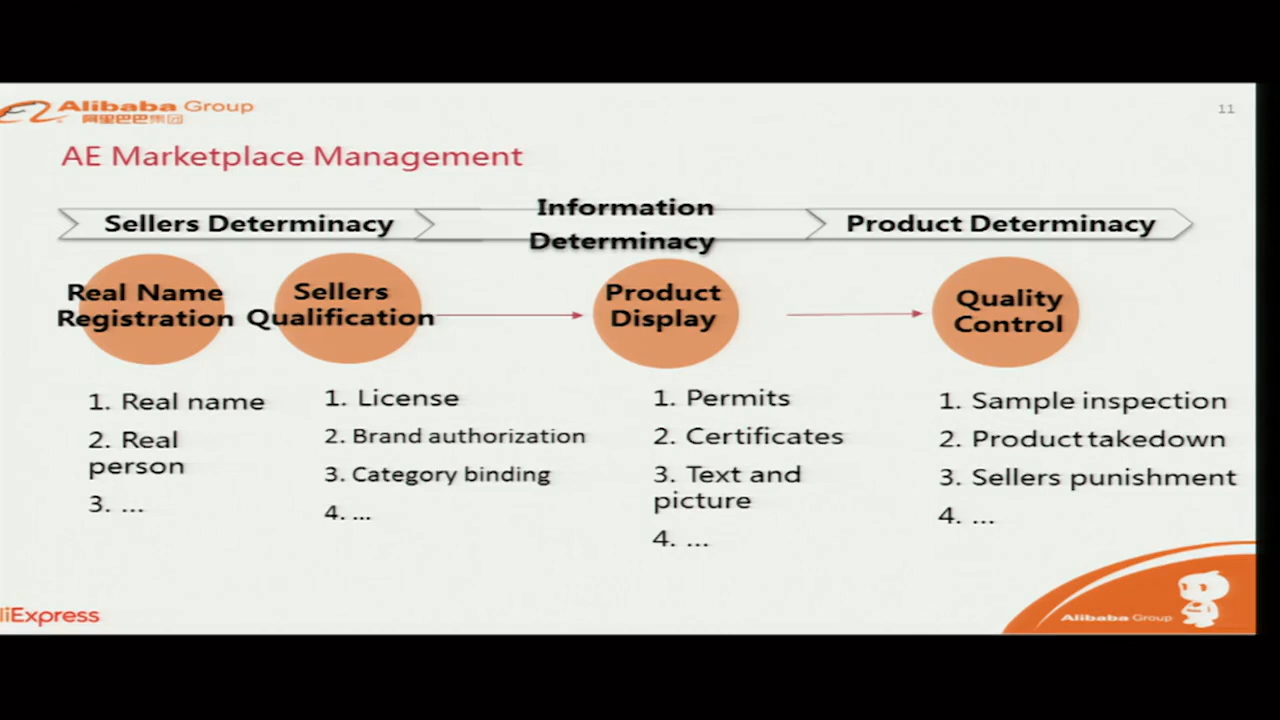 Alibaba Group
阿里巴巴集团
11
AE Marketplace Management
Sellers Determinacy
Information
Determinacy
Product Determinacy
Real Name
Registration
Sellers
Qualification
Product
Display
Quality
Control
1. Real name
2. Real
person
3. ...
1. License
2. Brand authorization
3. Category binding
4. ...
1. Permits
2. Certificates
3. Text and
picture
4. ...
1. Sample inspection
2. Product takedown
3. Sellers punishment
4. ...
liExpress
Alibaba Group